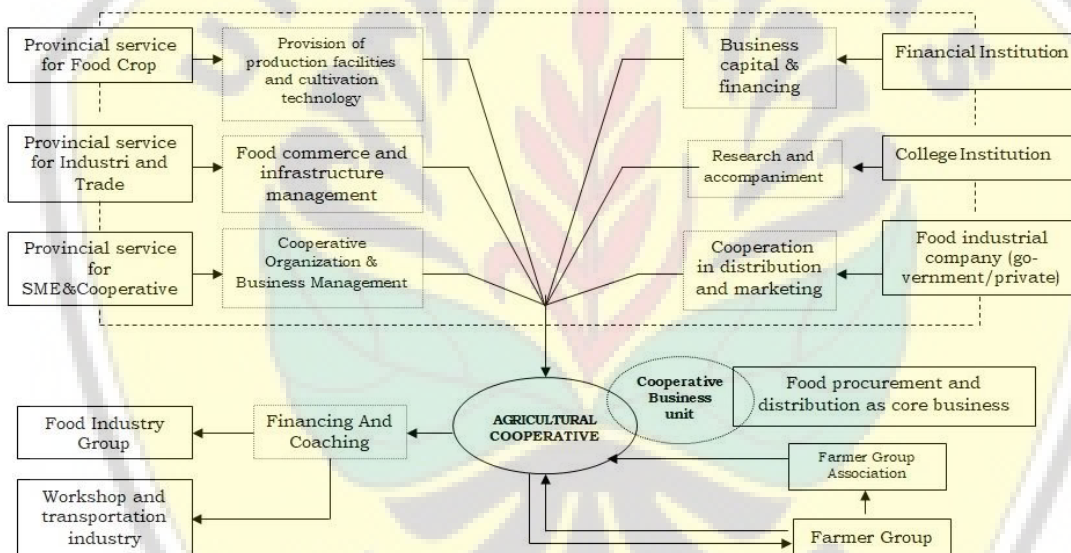 Provincial service
for Food Crop
Provision of
production facilities
and cultivation
technology
Business
capital &
financing
Financial Institution
Provincial service
for Industri and
Trade
Food commerce and
infrastructure
management
Research and
accompaniment
College Institution
Provincial service
for
SME&Cooperative
Cooperative
Organization &
Business Management
Cooperation
in distribution
and marketing
Food industrial
company (go-
vernment/private)
AGRICULTURAL
COOPERATIVE
Cooperative
Business
unit
Food procurement and
distribution as core business
Food Industry
Group
Financing And
Coaching
Farmer Group
Association
Workshop and
transportation
industry
Farmer Group